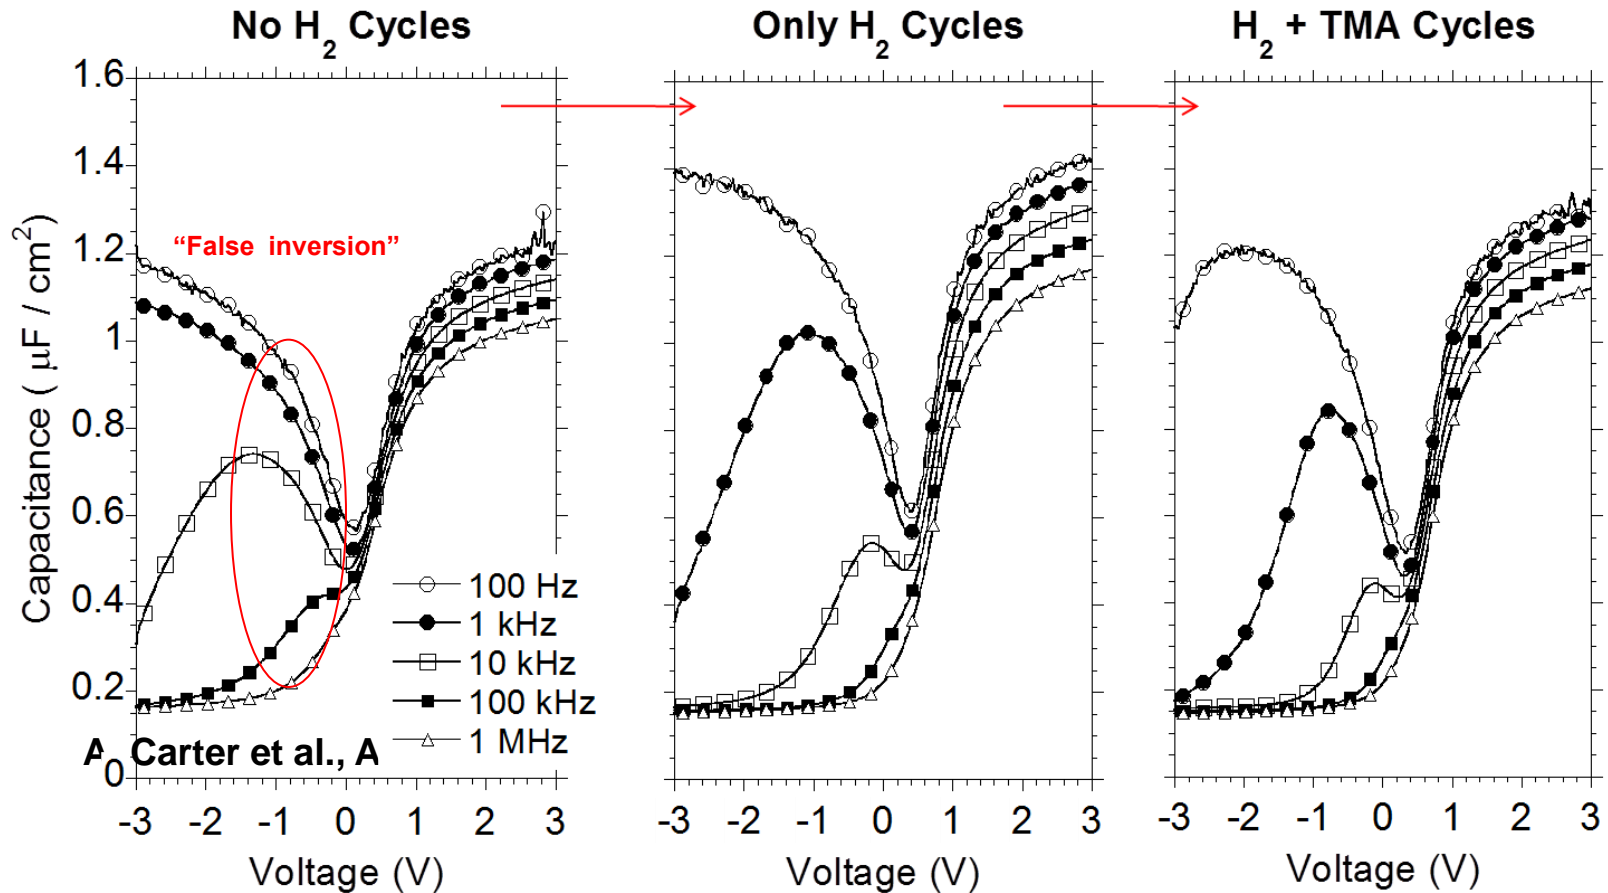 No H2 Cycles
Only H2 Cycles
H2 + TMA Cycles
1.6
1.4
1.2
1
0.8
0.6
0.4
0.2
0
Capacitance ( μF / cm2)
“False inversion”
100 Hz
1 kHz
10 kHz
100 kHz
1 MHz
A. Carter et al., A
-3 -2 -1 0 1 2 3
-3 -2 -1 0 1 2 3
-3 -2 -1 0 1 2 3
Voltage (V)
Voltage (V)
Voltage (V)